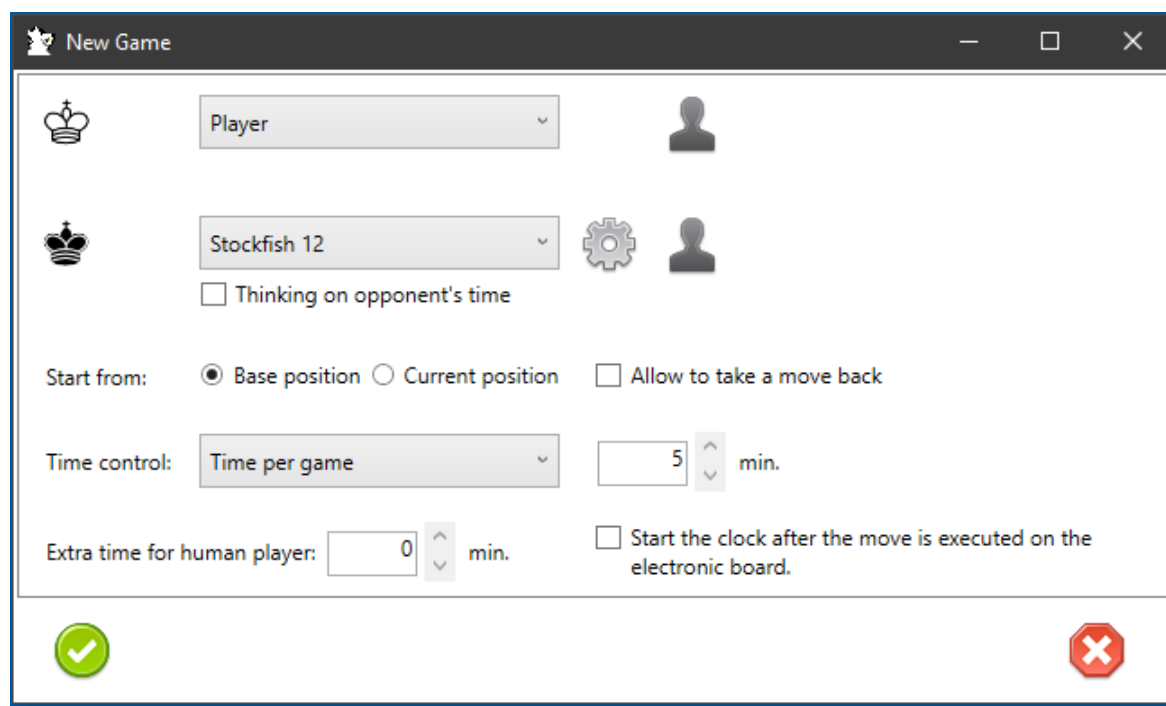 New Game
Player
Stockfish 12
Thinking on opponent's time
Start from: Base position Current position Allow to take a move back
Time control: Time per game 5 min.
Extra time for human player: 0 min. Start the clock after the move is executed on the
electronic board.